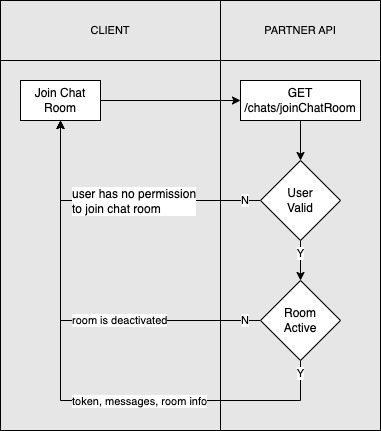 CLIENT
PARTNER API
Join Chat
Room
GET
/chats/joinChatRoom
User
Valid
N
user has no permission
to join chat room
Y
Room
Active
N
room is deactivated
Y
token, messages, room info